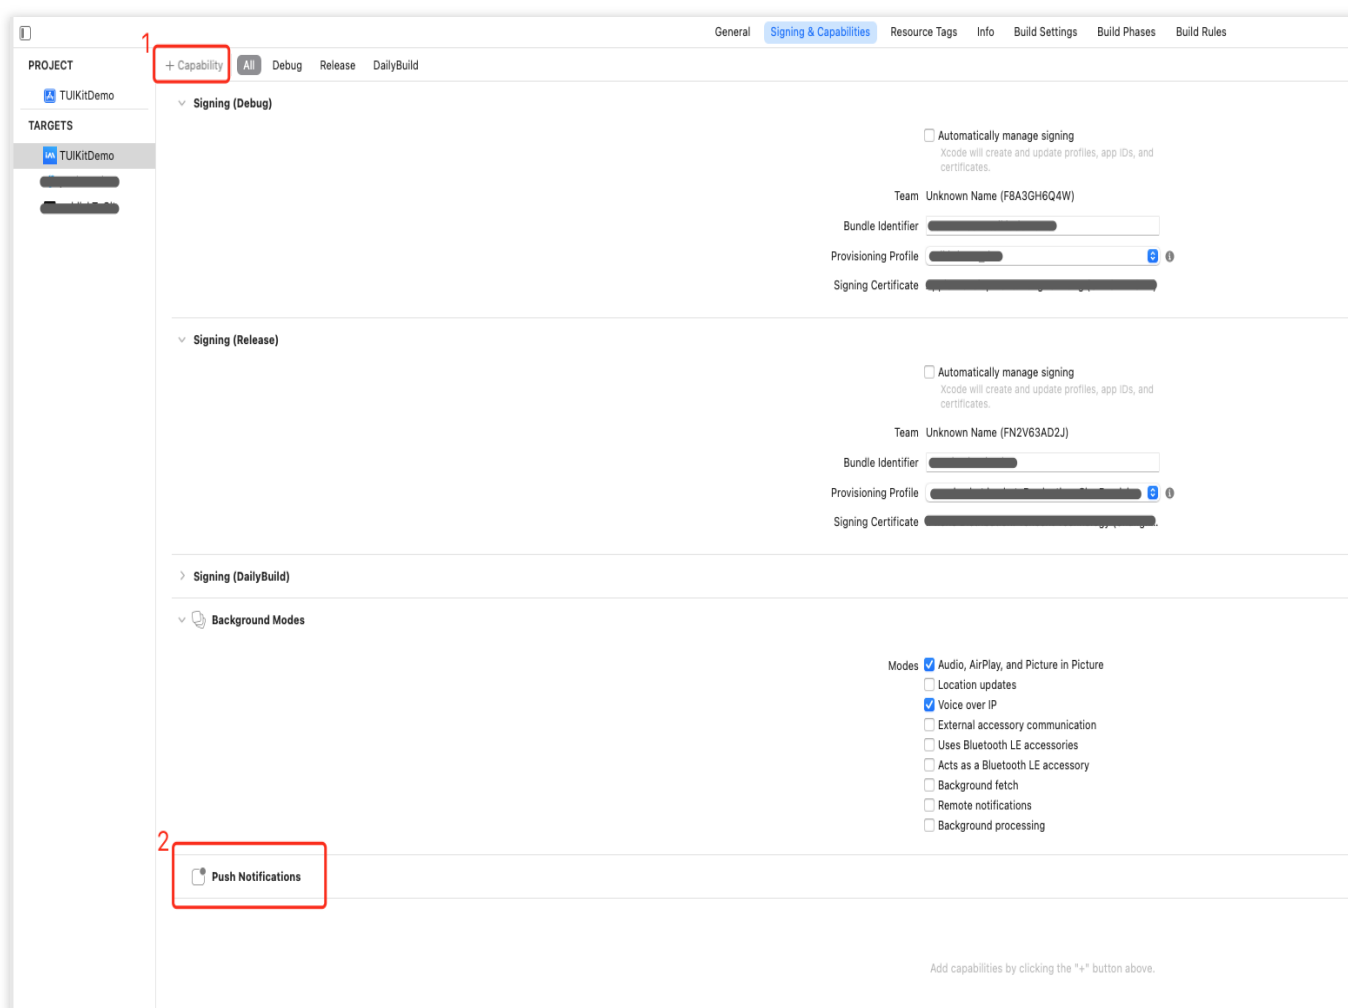 General Signing & Capabilities Resource Tags Info Build Settings Build Phases Build Rules
1
PROJECT
+ Capability All Debug Release DailyBuild
TUIKitDemo
Signing (Debug)
TARGETS
Automatically manage signing
Xcode will create and update profiles, app IDs, and
certificates.
TUIKitDemo
Team Unknown Name (F8A3GH6Q4W)
Bundle Identifier
Provisioning Profile
Signing Certificate
Signing (Release)
Automatically manage signing
Xcode will create and update profiles, app IDs, and
certificates.
Team Unknown Name (FN2V63AD2J)
Bundle Identifier
Provisioning Profile
Signing Certificate
Signing (DailyBuild)
Background Modes
Modes Audio, AirPlay, and Picture in Picture
Location updates
Voice over IP
External accessory communication
Uses Bluetooth LE accessories
Acts as a Bluetooth LE accessory
Background fetch
Remote notifications
Background processing
2
Push Notifications
Add capabilities by clicking the "+" button above.